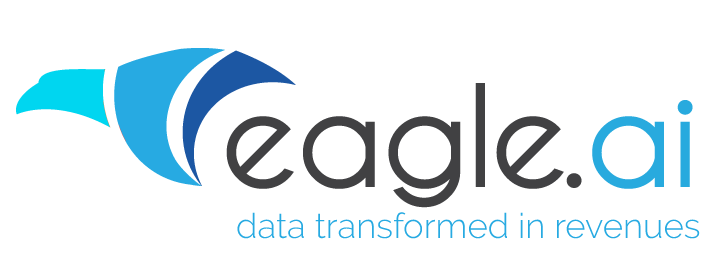 eagle.ai
data transformed in revenues